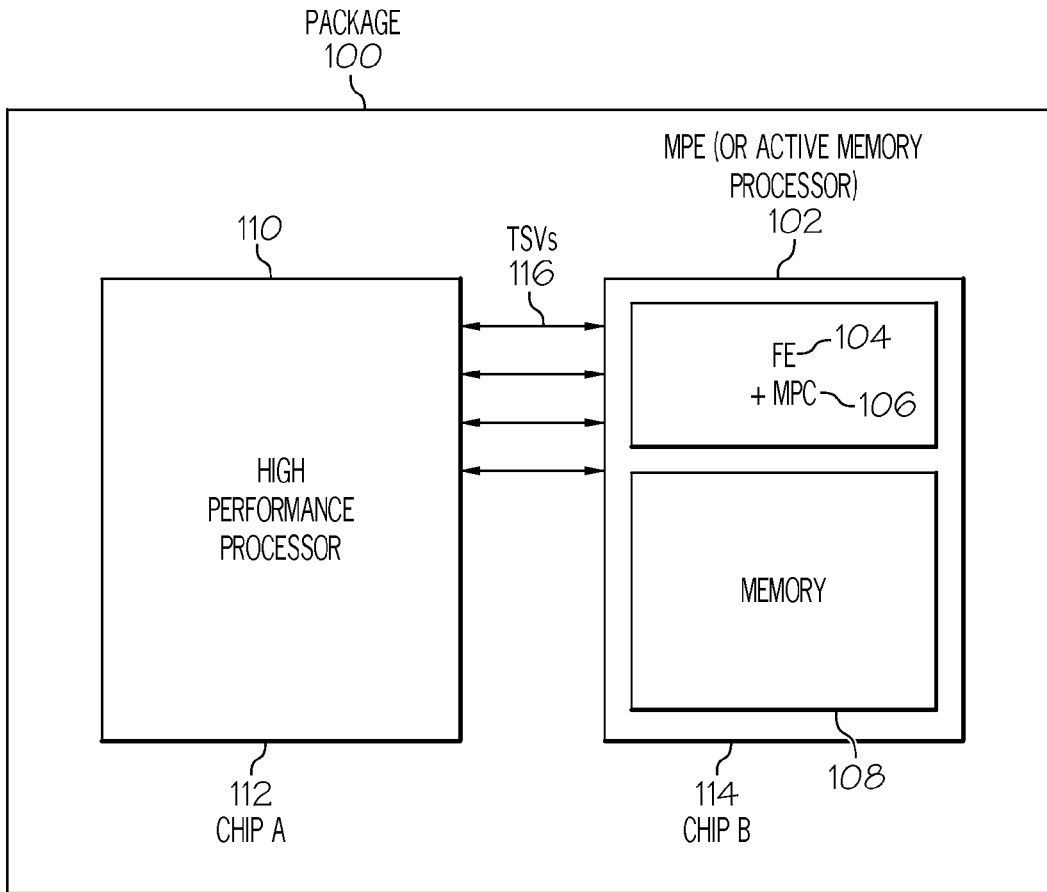 PACKAGE
100
MPE (OR ACTIVE MEMORY
PROCESSOR)
102
110
TSVs
116
FE 104
+ MPC 106
HIGH
PERFORMANCE
PROCESSOR
MEMORY
112
CHIP A
114
CHIP B
108